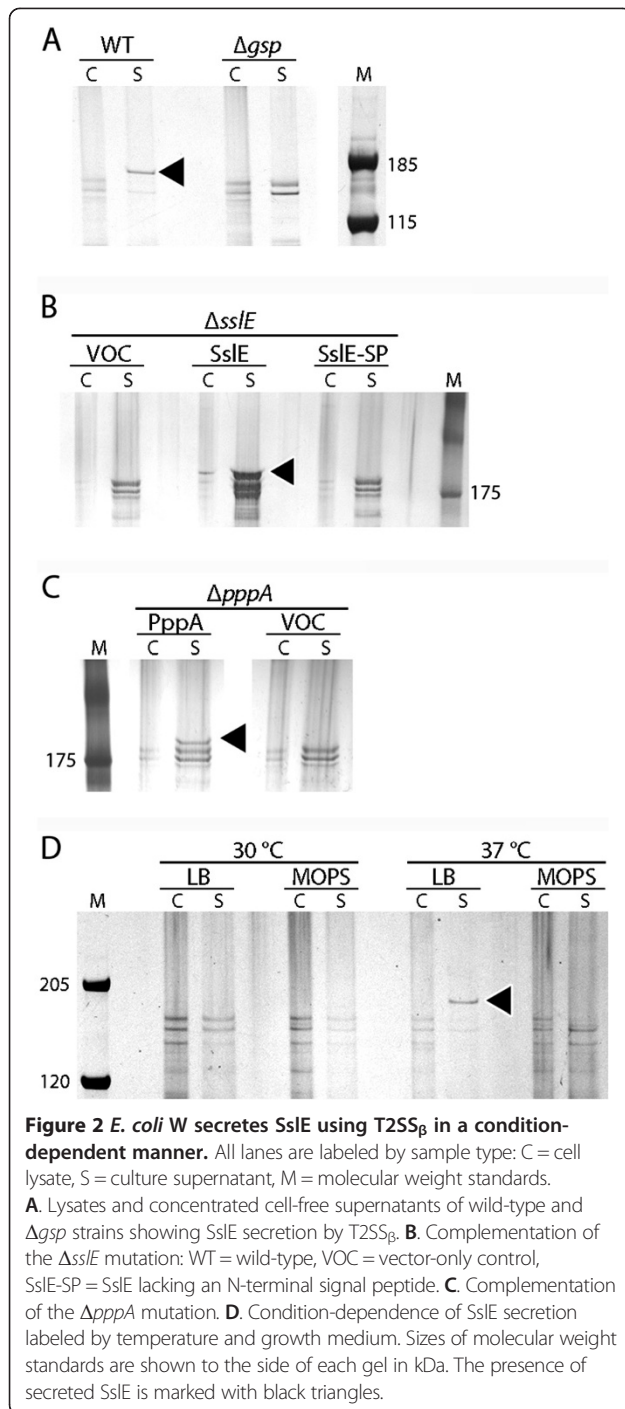 A
WT Δgsp
C S C S M
185
115
B
ΔsslE
VOC SslE SslE-SP
C S C S C S M
175
C
ΔpppA
PppA VOC
M C S C S
175
D
30 °C 37 °C
LB MOPS LB MOPS
M C S C S C S C S
205
120
Figure 2 E. coli W secretes SslE using T2SSβ in a condition-
dependent manner. All lanes are labeled by sample type: C = cell
lysate, S = culture supernatant, M = molecular weight standards.
A. Lysates and concentrated cell-free supernatants of wild-type and
Δgsp strains showing SslE secretion by T2SSβ. B. Complementation of
the ΔsslE mutation: WT = wild-type, VOC = vector-only control,
SslE-SP = SslE lacking an N-terminal signal peptide. C. Complementation
of the ΔpppA mutation. D. Condition-dependence of SslE secretion
labeled by temperature and growth medium. Sizes of molecular weight
standards are shown to the side of each gel in kDa. The presence of
secreted SslE is marked with black triangles.